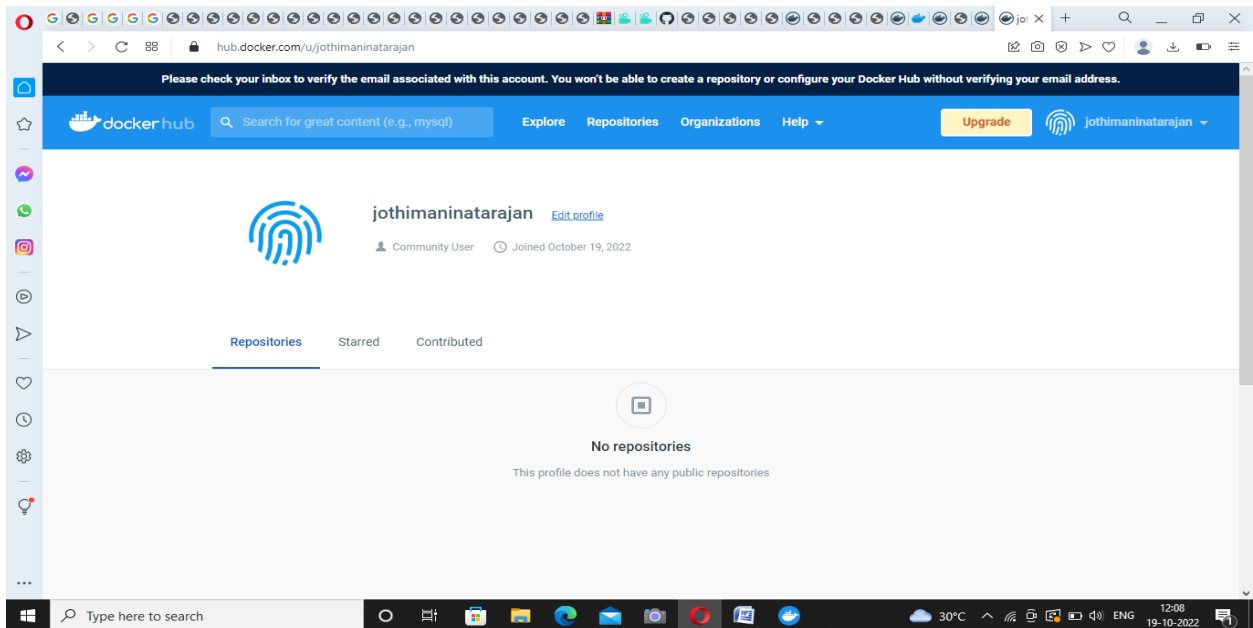 jo
hub.docker.com/u/jothimaninatarajan
Please check your inbox to verify the email associated with this account. You won't be able to create a repository or configure your Docker Hub without verifying your email address.
dockerhub Search for great content (e.g., mysql) Explore Repositories Organizations Help Upgrade jothimaninatarajan
jothimaninatarajan Edit profile
Community User Joined October 19, 2022
Repositories Starred Contributed
No repositories
This profile does not have any public repositories
Type here to search 30°C ENG 12:08
19-10-2022
1